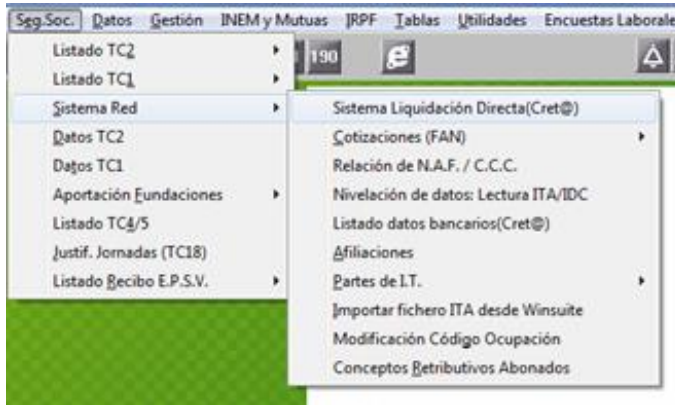 Seg.Soc. Datos Gestión INEM y Mutuas IRPF Tablas Utilidades Encuestas Laborale
190
Listado TC2
Listado TC1
Sistema Red
Datos TC2
Datos TC1
Aportación Fundaciones
Listado TC4/5
Justif. Jornadas (TC18)
Listado Recibo E.P.S.V.
Sistema Liquidación Directa(Cret@)
Cotizaciones (FAN)
Relación de N.A.F. / C.C.C.
Nivelación de datos: Lectura ITA/IDC
Listado datos bancarios(Cret@)
Afiliaciones
Partes de I.T.
Importar fichero ITA desde Winsuite
Modificación Código Ocupación
Conceptos Retributivos Abonados